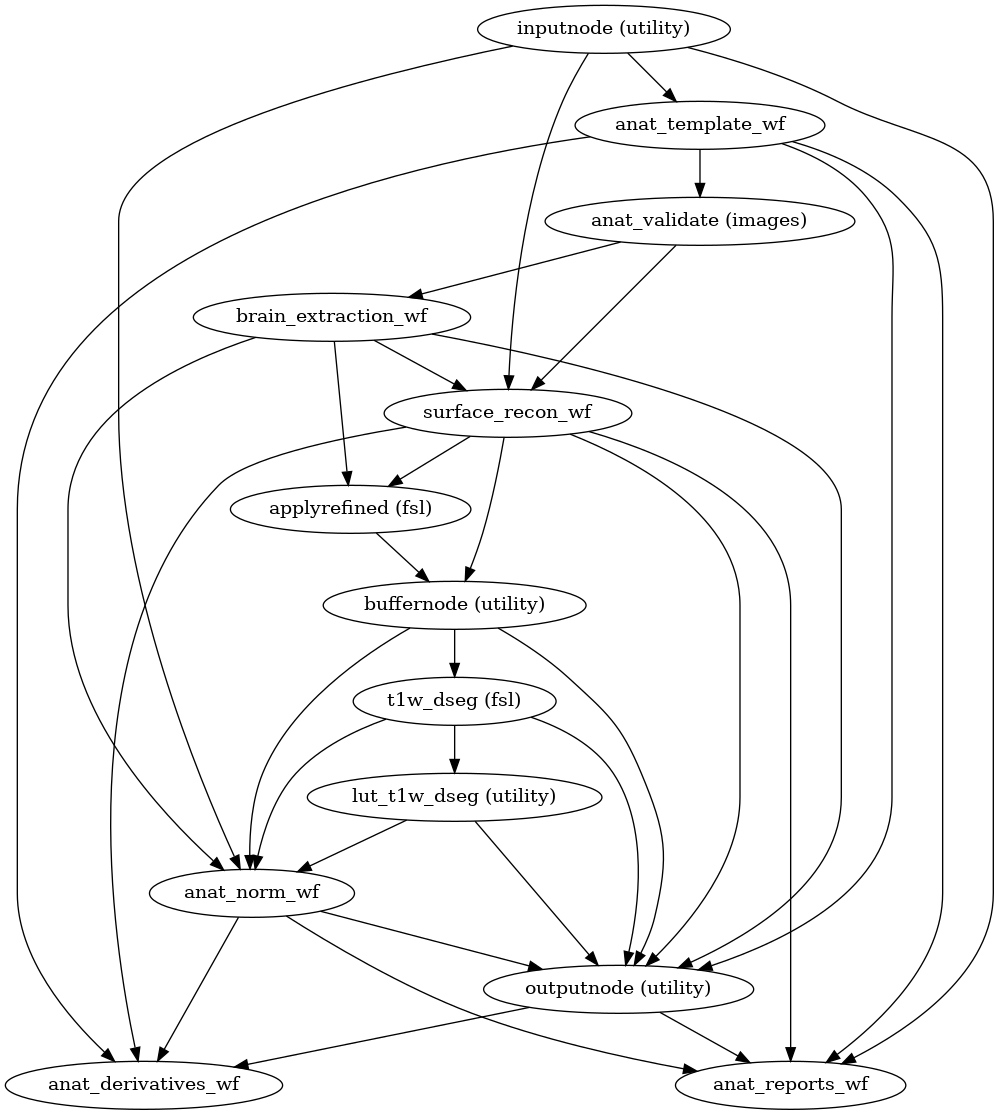 inputnode (utility)
anat_template_wf
anat_validate (images)
brain_extraction_wf
surface_recon_wf
applyrefined (fsl)
buffernode (utility)
t1w_dseg (fsl)
lut_t1w_dseg (utility)
anat_norm_wf
outputnode (utility)
anat_derivatives_wf
anat_reports_wf